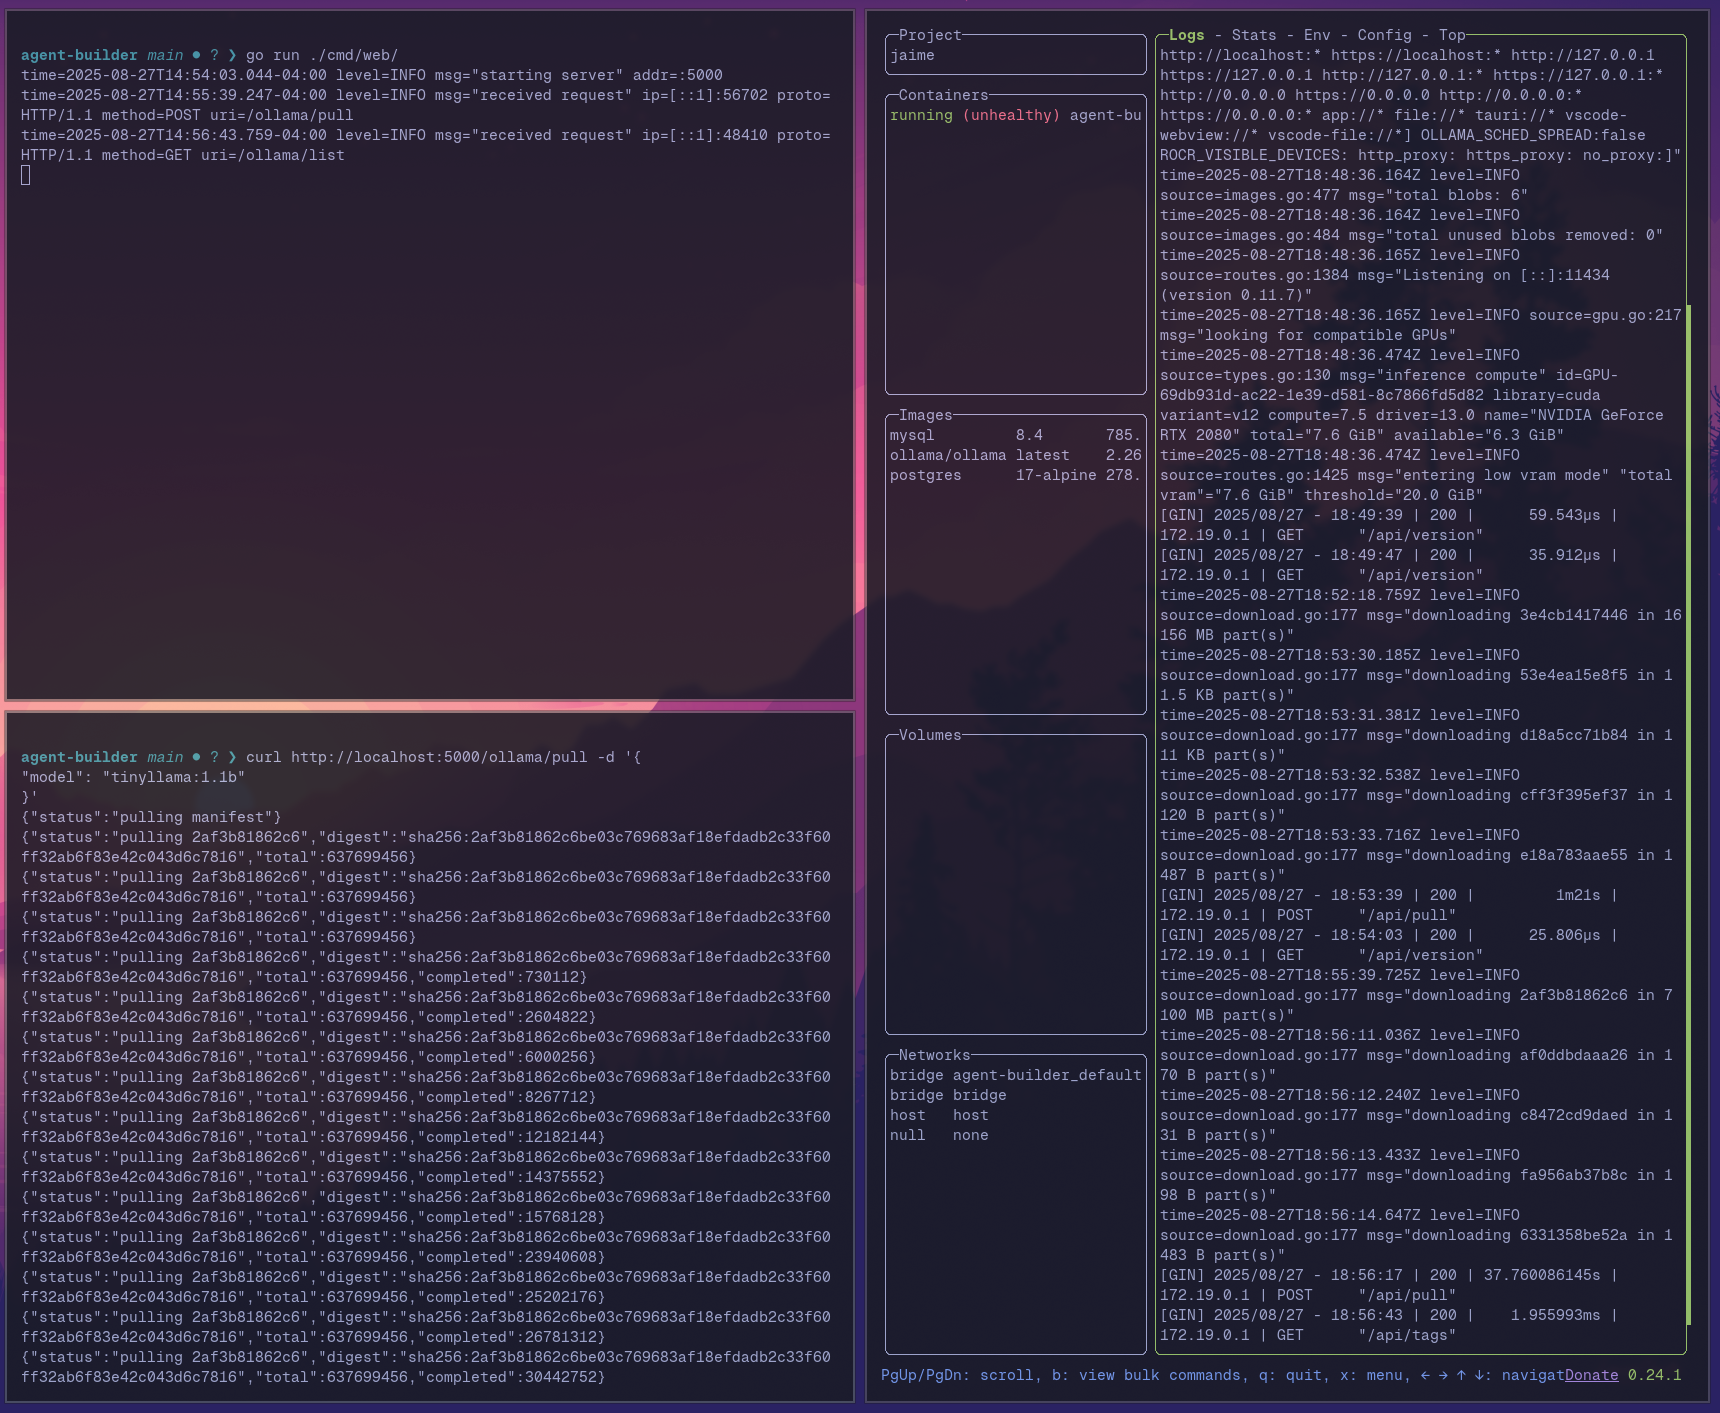 agent-builder main ● ? ❯ go run ./cmd/web/
time=2025-08-27T14:54:03.044-04:00 level=INFO msg="starting server" addr=:5000
time=2025-08-27T14:55:39.247-04:00 level=INFO msg="received request" ip=[::1]:56702 proto=
HTTP/1.1 method=POST uri=/ollama/pull
time=2025-08-27T14:56:43.759-04:00 level=INFO msg="received request" ip=[::1]:48410 proto=
HTTP/1.1 method=GET uri=/ollama/list
agent-builder main ● ? ❯ curl http://localhost:5000/ollama/pull -d '{
"model": "tinyllama:1.1b"
}'
{"status":"pulling manifest"}
{"status":"pulling 2af3b81862c6","digest":"sha256:2af3b81862c6be03c769683af18efdadb2c33f60
ff32ab6f83e42c043d6c7816","total":637699456}
{"status":"pulling 2af3b81862c6","digest":"sha256:2af3b81862c6be03c769683af18efdadb2c33f60
ff32ab6f83e42c043d6c7816","total":637699456}
{"status":"pulling 2af3b81862c6","digest":"sha256:2af3b81862c6be03c769683af18efdadb2c33f60
ff32ab6f83e42c043d6c7816","total":637699456}
{"status":"pulling 2af3b81862c6","digest":"sha256:2af3b81862c6be03c769683af18efdadb2c33f60
ff32ab6f83e42c043d6c7816","total":637699456,"completed":730112}
{"status":"pulling 2af3b81862c6","digest":"sha256:2af3b81862c6be03c769683af18efdadb2c33f60
ff32ab6f83e42c043d6c7816","total":637699456,"completed":2604822}
{"status":"pulling 2af3b81862c6","digest":"sha256:2af3b81862c6be03c769683af18efdadb2c33f60
ff32ab6f83e42c043d6c7816","total":637699456,"completed":6000256}
{"status":"pulling 2af3b81862c6","digest":"sha256:2af3b81862c6be03c769683af18efdadb2c33f60
ff32ab6f83e42c043d6c7816","total":637699456,"completed":8267712}
{"status":"pulling 2af3b81862c6","digest":"sha256:2af3b81862c6be03c769683af18efdadb2c33f60
ff32ab6f83e42c043d6c7816","total":637699456,"completed":12182144}
{"status":"pulling 2af3b81862c6","digest":"sha256:2af3b81862c6be03c769683af18efdadb2c33f60
ff32ab6f83e42c043d6c7816","total":637699456,"completed":14375552}
{"status":"pulling 2af3b81862c6","digest":"sha256:2af3b81862c6be03c769683af18efdadb2c33f60
ff32ab6f83e42c043d6c7816","total":637699456,"completed":15768128}
{"status":"pulling 2af3b81862c6","digest":"sha256:2af3b81862c6be03c769683af18efdadb2c33f60
ff32ab6f83e42c043d6c7816","total":637699456,"completed":23940608}
{"status":"pulling 2af3b81862c6","digest":"sha256:2af3b81862c6be03c769683af18efdadb2c33f60
ff32ab6f83e42c043d6c7816","total":637699456,"completed":25202176}
{"status":"pulling 2af3b81862c6","digest":"sha256:2af3b81862c6be03c769683af18efdadb2c33f60
ff32ab6f83e42c043d6c7816","total":637699456,"completed":26781312}
{"status":"pulling 2af3b81862c6","digest":"sha256:2af3b81862c6be03c769683af18efdadb2c33f60
ff32ab6f83e42c043d6c7816","total":637699456,"completed":30442752}
Project
jaime
Containers
running (unhealthy) agent-bu
Images
mysql 8.4 785.
ollama/ollama latest 2.26
postgres 17-alpine 278.
Volumes
Networks
bridge agent-builder_default
bridge bridge
host host
null none
Logs - Stats - Env - Config - Top
http://localhost:* https://localhost:* http://127.0.0.1
https://127.0.0.1 http://127.0.0.1:* https://127.0.0.1:*
http://0.0.0.0 https://0.0.0.0 http://0.0.0.0:*
https://0.0.0.0:* app://* file://* tauri://* vscode-
webview://* vscode-file://*] OLLAMA_SCHED_SPREAD:false
ROCR_VISIBLE_DEVICES: http_proxy: https_proxy: no_proxy:]"
time=2025-08-27T18:48:36.164Z level=INFO
source=images.go:477 msg="total blobs: 6"
time=2025-08-27T18:48:36.164Z level=INFO
source=images.go:484 msg="total unused blobs removed: 0"
time=2025-08-27T18:48:36.165Z level=INFO
source=routes.go:1384 msg="Listening on [::]:11434
(version 0.11.7)"
time=2025-08-27T18:48:36.165Z level=INFO source=gpu.go:217
msg="looking for compatible GPUs"
time=2025-08-27T18:48:36.474Z level=INFO
source=types.go:130 msg="inference compute" id=GPU-
69db931d-ac22-1e39-d581-8c7866fd5d82 library=cuda
variant=v12 compute=7.5 driver=13.0 name="NVIDIA GeForce
RTX 2080" total="7.6 GiB" available="6.3 GiB"
time=2025-08-27T18:48:36.474Z level=INFO
source=routes.go:1425 msg="entering low vram mode" "total
vram"="7.6 GiB" threshold="20.0 GiB"
[GIN] 2025/08/27 - 18:49:39 | 200 | 59.543µs |
172.19.0.1 | GET "/api/version"
[GIN] 2025/08/27 - 18:49:47 | 200 | 35.912µs |
172.19.0.1 | GET "/api/version"
time=2025-08-27T18:52:18.759Z level=INFO
source=download.go:177 msg="downloading 3e4cb1417446 in 16
156 MB part(s)"
time=2025-08-27T18:53:30.185Z level=INFO
source=download.go:177 msg="downloading 53e4ea15e8f5 in 1
1.5 KB part(s)"
time=2025-08-27T18:53:31.381Z level=INFO
source=download.go:177 msg="downloading d18a5cc71b84 in 1
11 KB part(s)"
time=2025-08-27T18:53:32.538Z level=INFO
source=download.go:177 msg="downloading cff3f395ef37 in 1
120 B part(s)"
time=2025-08-27T18:53:33.716Z level=INFO
source=download.go:177 msg="downloading e18a783aae55 in 1
487 B part(s)"
[GIN] 2025/08/27 - 18:53:39 | 200 | 1m21s |
172.19.0.1 | POST "/api/pull"
[GIN] 2025/08/27 - 18:54:03 | 200 | 25.806µs |
172.19.0.1 | GET "/api/version"
time=2025-08-27T18:55:39.725Z level=INFO
source=download.go:177 msg="downloading 2af3b81862c6 in 7
100 MB part(s)"
time=2025-08-27T18:56:11.036Z level=INFO
source=download.go:177 msg="downloading af0ddbdaaa26 in 1
70 B part(s)"
time=2025-08-27T18:56:12.240Z level=INFO
source=download.go:177 msg="downloading c8472cd9daed in 1
31 B part(s)"
time=2025-08-27T18:56:13.433Z level=INFO
source=download.go:177 msg="downloading fa956ab37b8c in 1
98 B part(s)"
time=2025-08-27T18:56:14.647Z level=INFO
source=download.go:177 msg="downloading 6331358be52a in 1
483 B part(s)"
[GIN] 2025/08/27 - 18:56:17 | 200 | 37.760086145s |
172.19.0.1 | POST "/api/pull"
[GIN] 2025/08/27 - 18:56:43 | 200 | 1.955993ms |
172.19.0.1 | GET "/api/tags"
PgUp/PgDn: scroll, b: view bulk commands, q: quit, x: menu, ← → ↑ ↓: navigatDonate 0.24.1